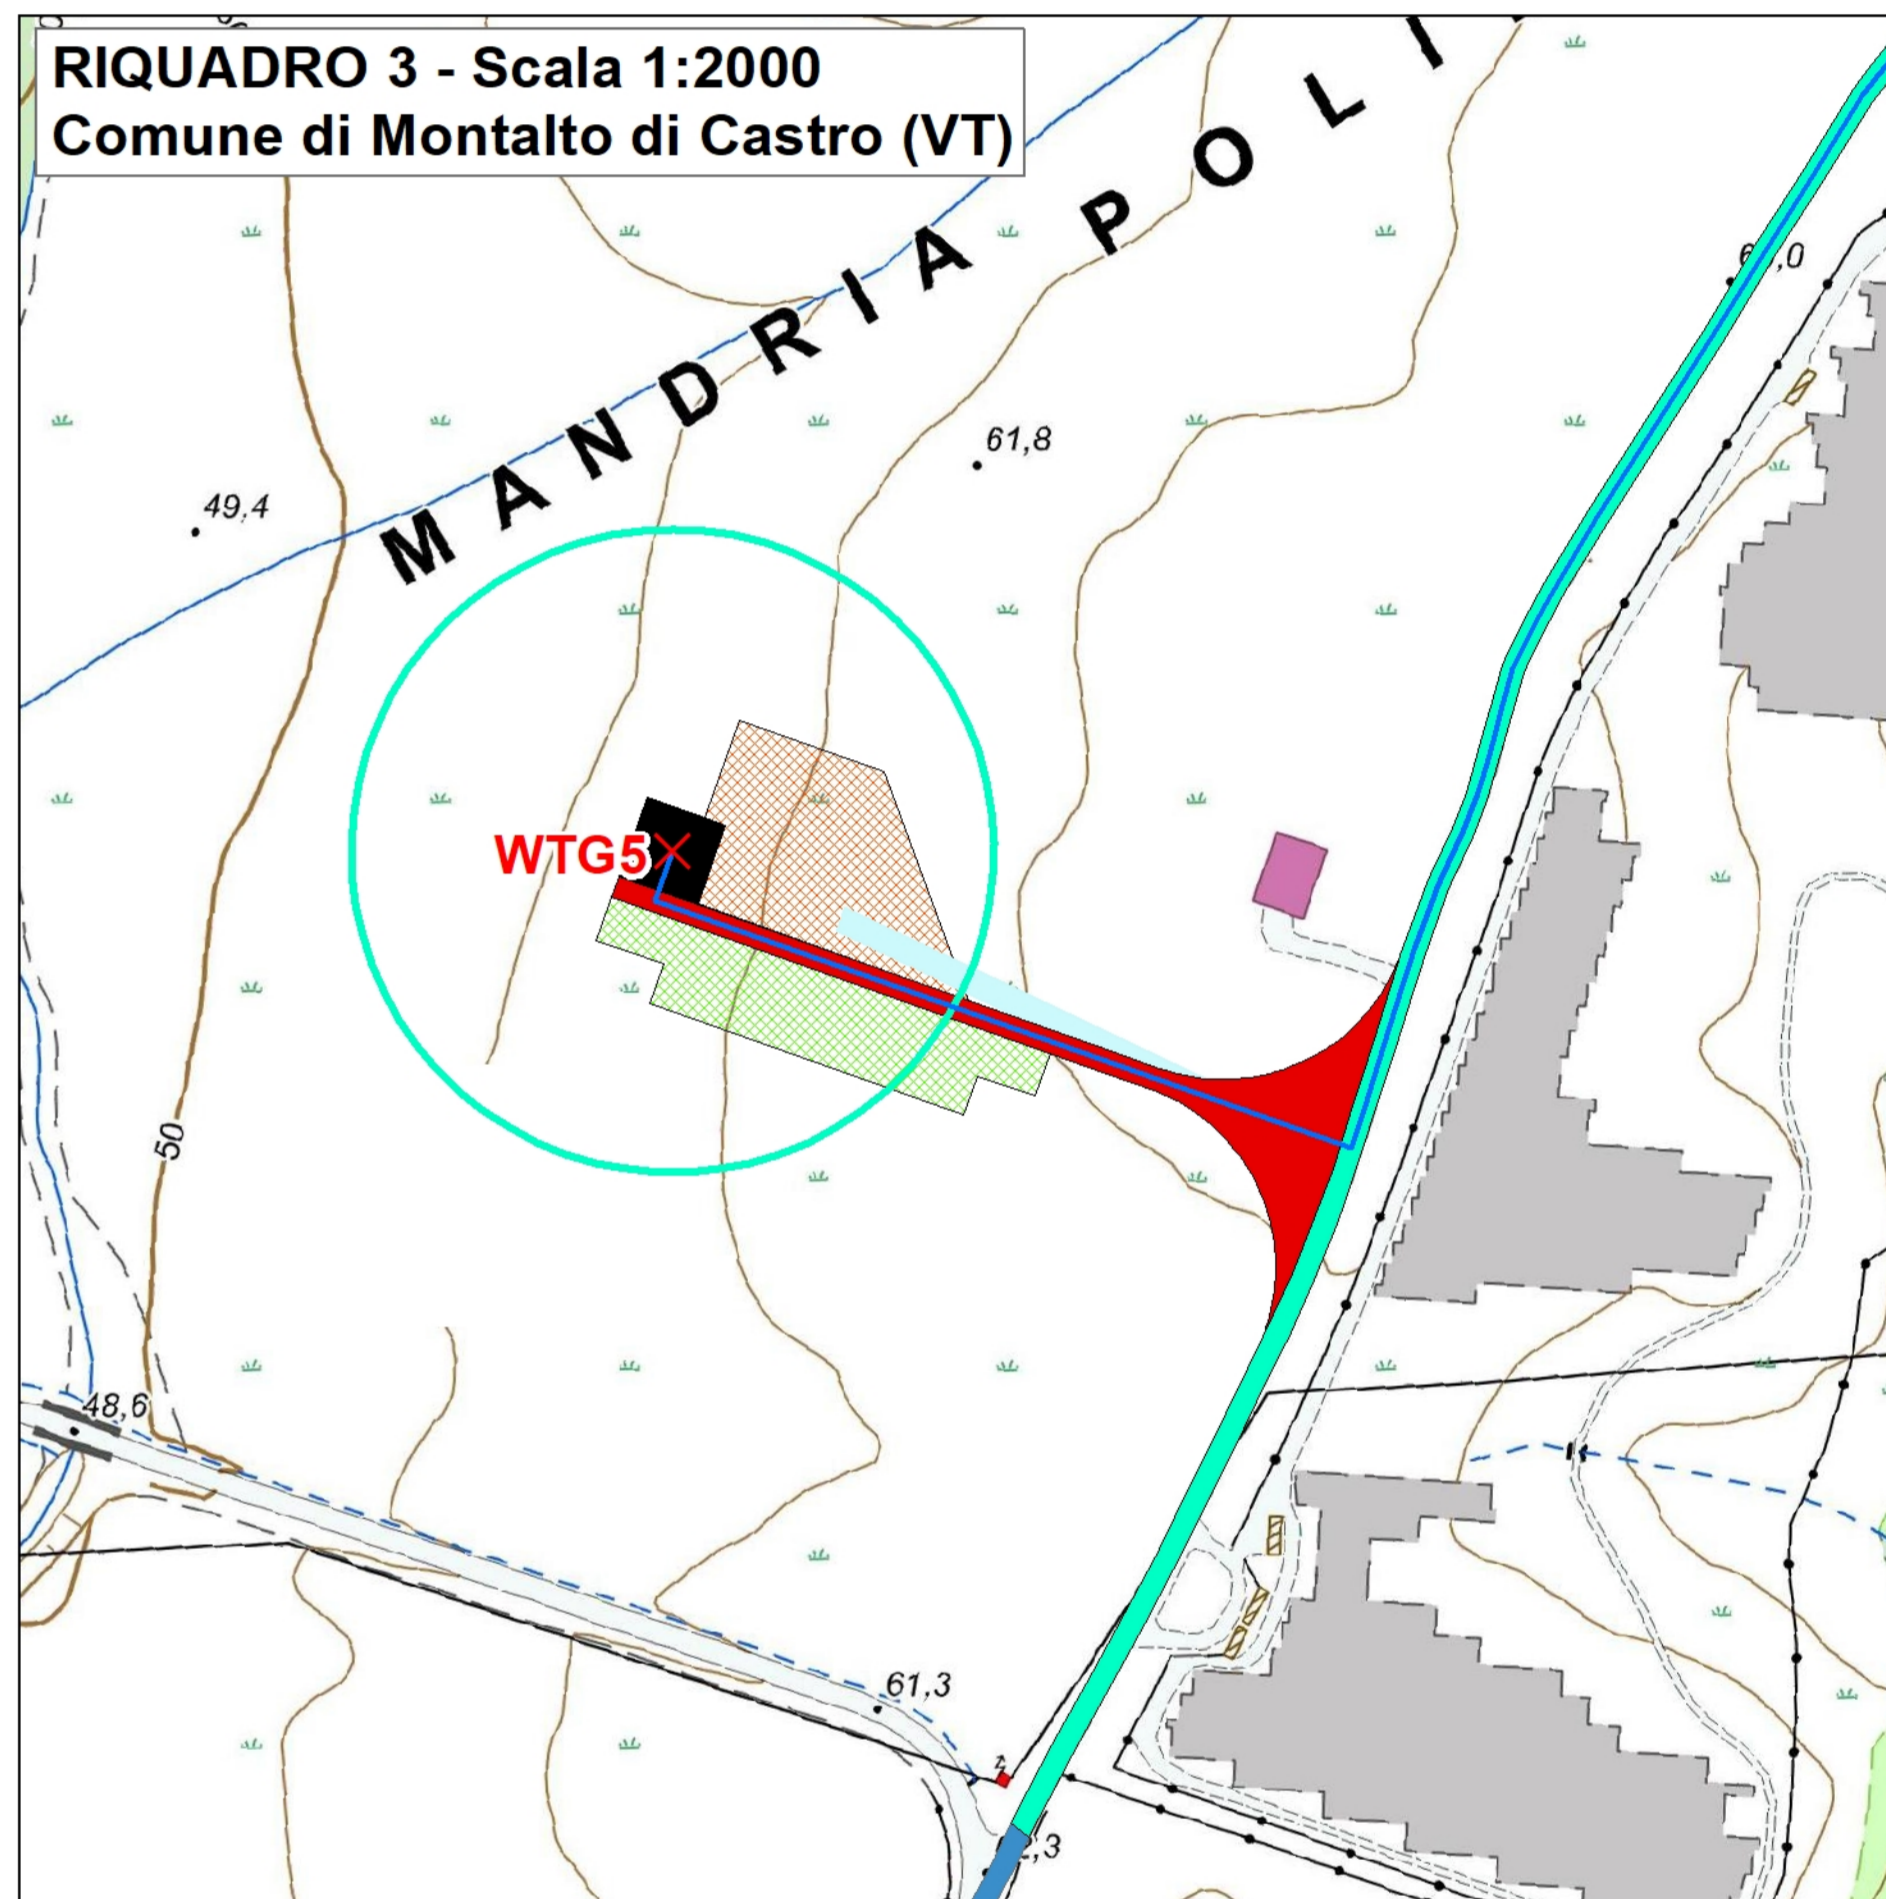 RIQUADRO 3 - Scala 1:2000
Comune di Montalto di Castro (VT)
MANDRIA POLI
61,8
49,4
WTG5
50
48,6
61,3